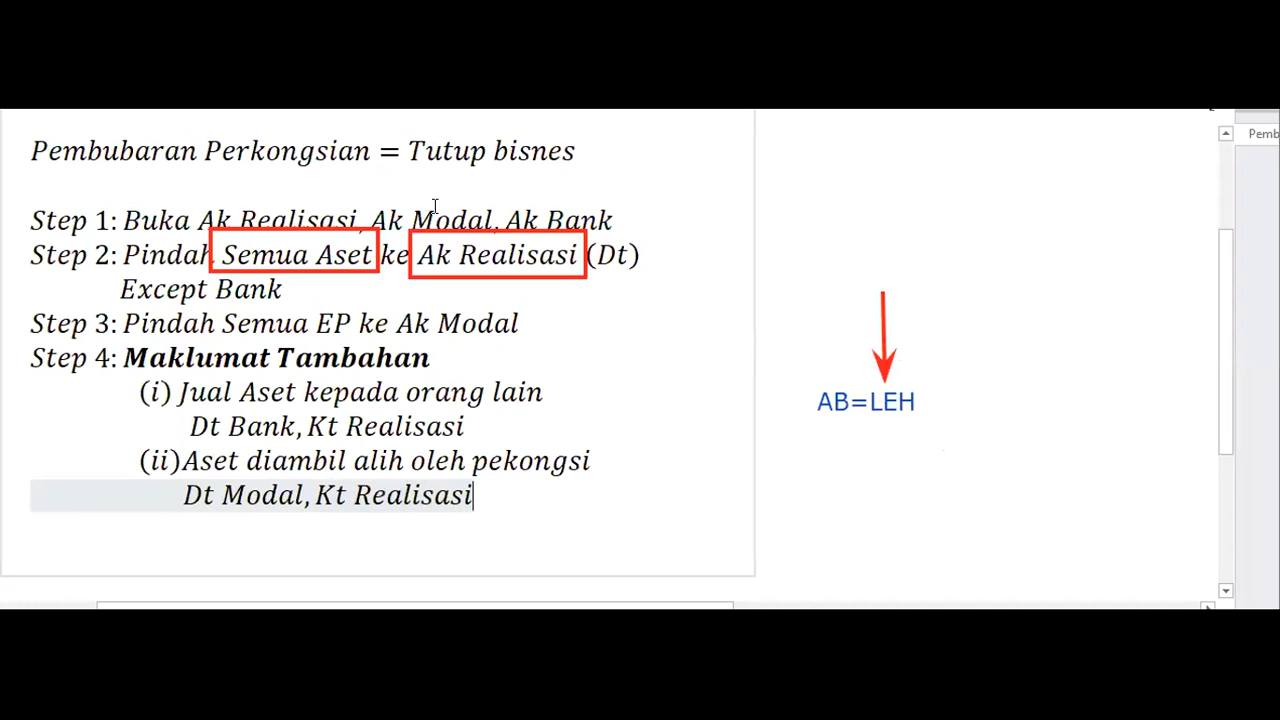 Pembubaran Perkongsian = Tutup bisnes
Step 1: Buka Ak Realisasi, Ak Modal, Ak Bank
Step 2: Pindah Semua Aset ke Ak Realisasi (Dt)
Except Bank
Step 3: Pindah Semua EP ke Ak Modal
Step 4: Maklumat Tambahan
(i) Jual Aset kepada orang lain
Dt Bank, Kt Realisasi
(ii)Aset diambil alih oleh pekongsi
Dt Modal, Kt Realisasi
AB=LEH